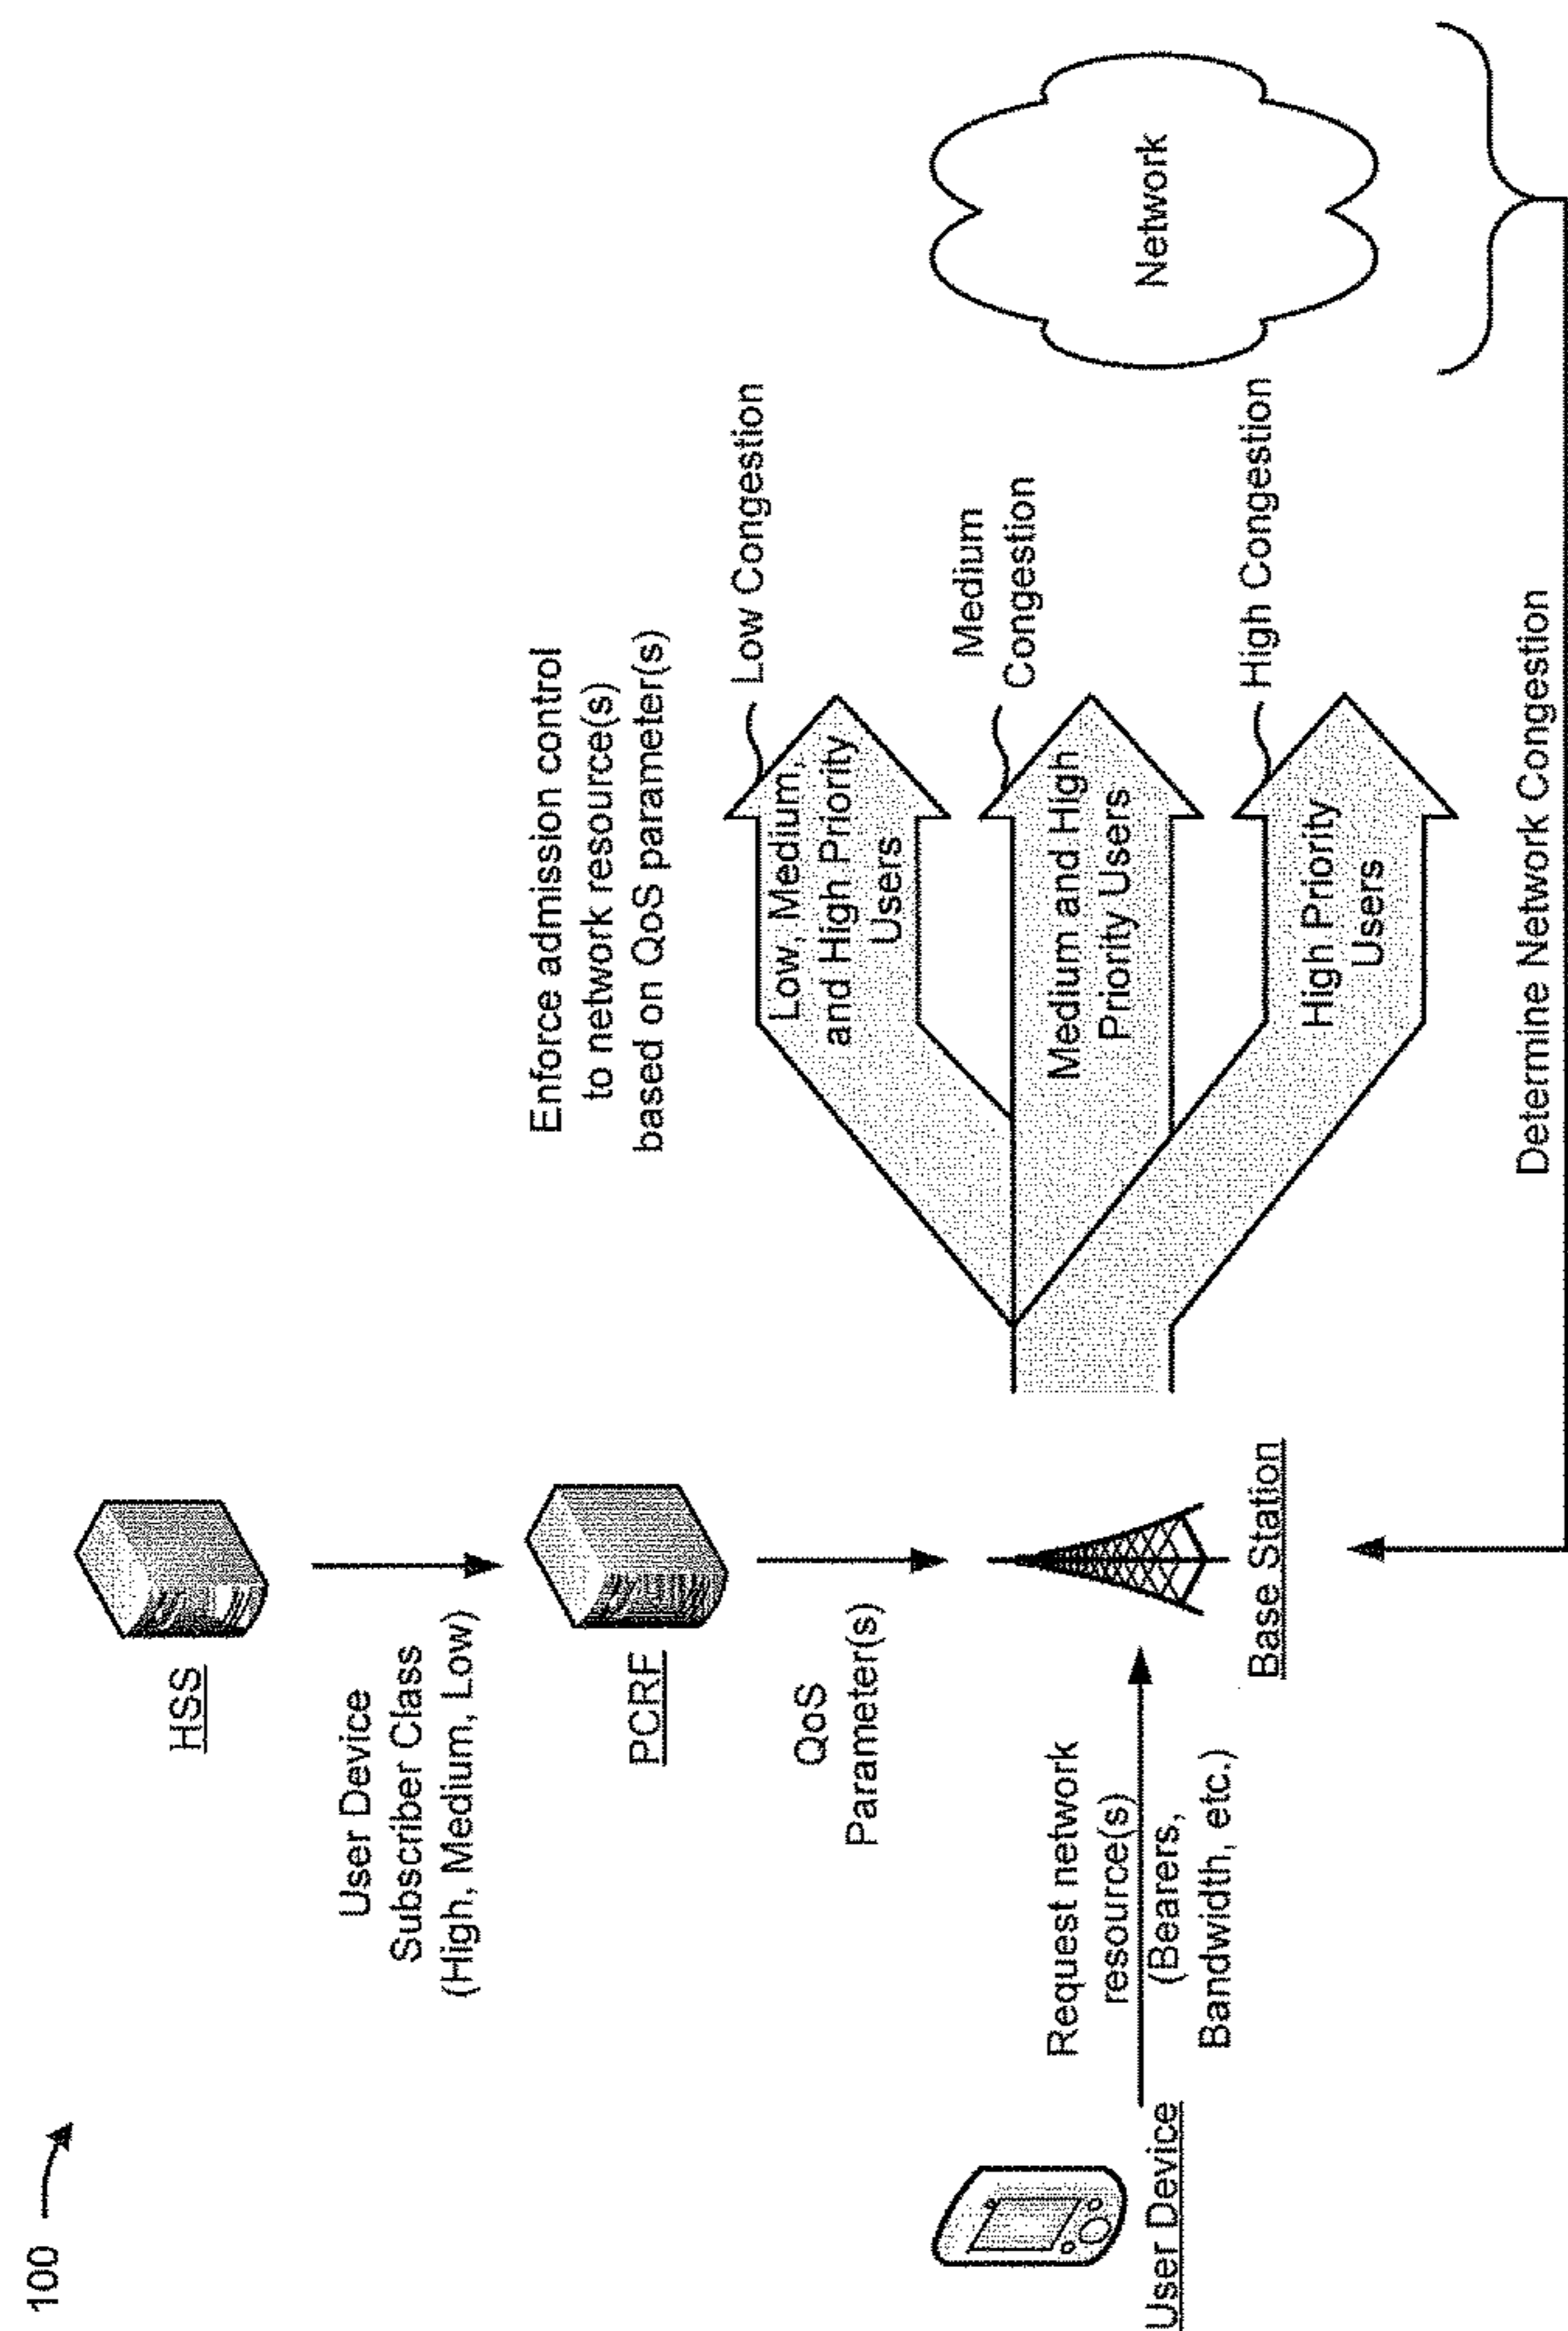 100
HSS
User Device
Subscriber Class
(High, Medium, Low)
PCRF
QoS
Parameter(s)
Request network
resource(s)
(Bearers,
Bandwidth, etc.)
User Device
Base Station
Enforce admission control
to network resource(s)
based on QoS parameter(s)
Low, Medium,
and High Priority
Users
Low Congestion
Medium and High
Priority Users
Medium
Congestion
High Priority
Users
High Congestion
Network
Determine Network Congestion